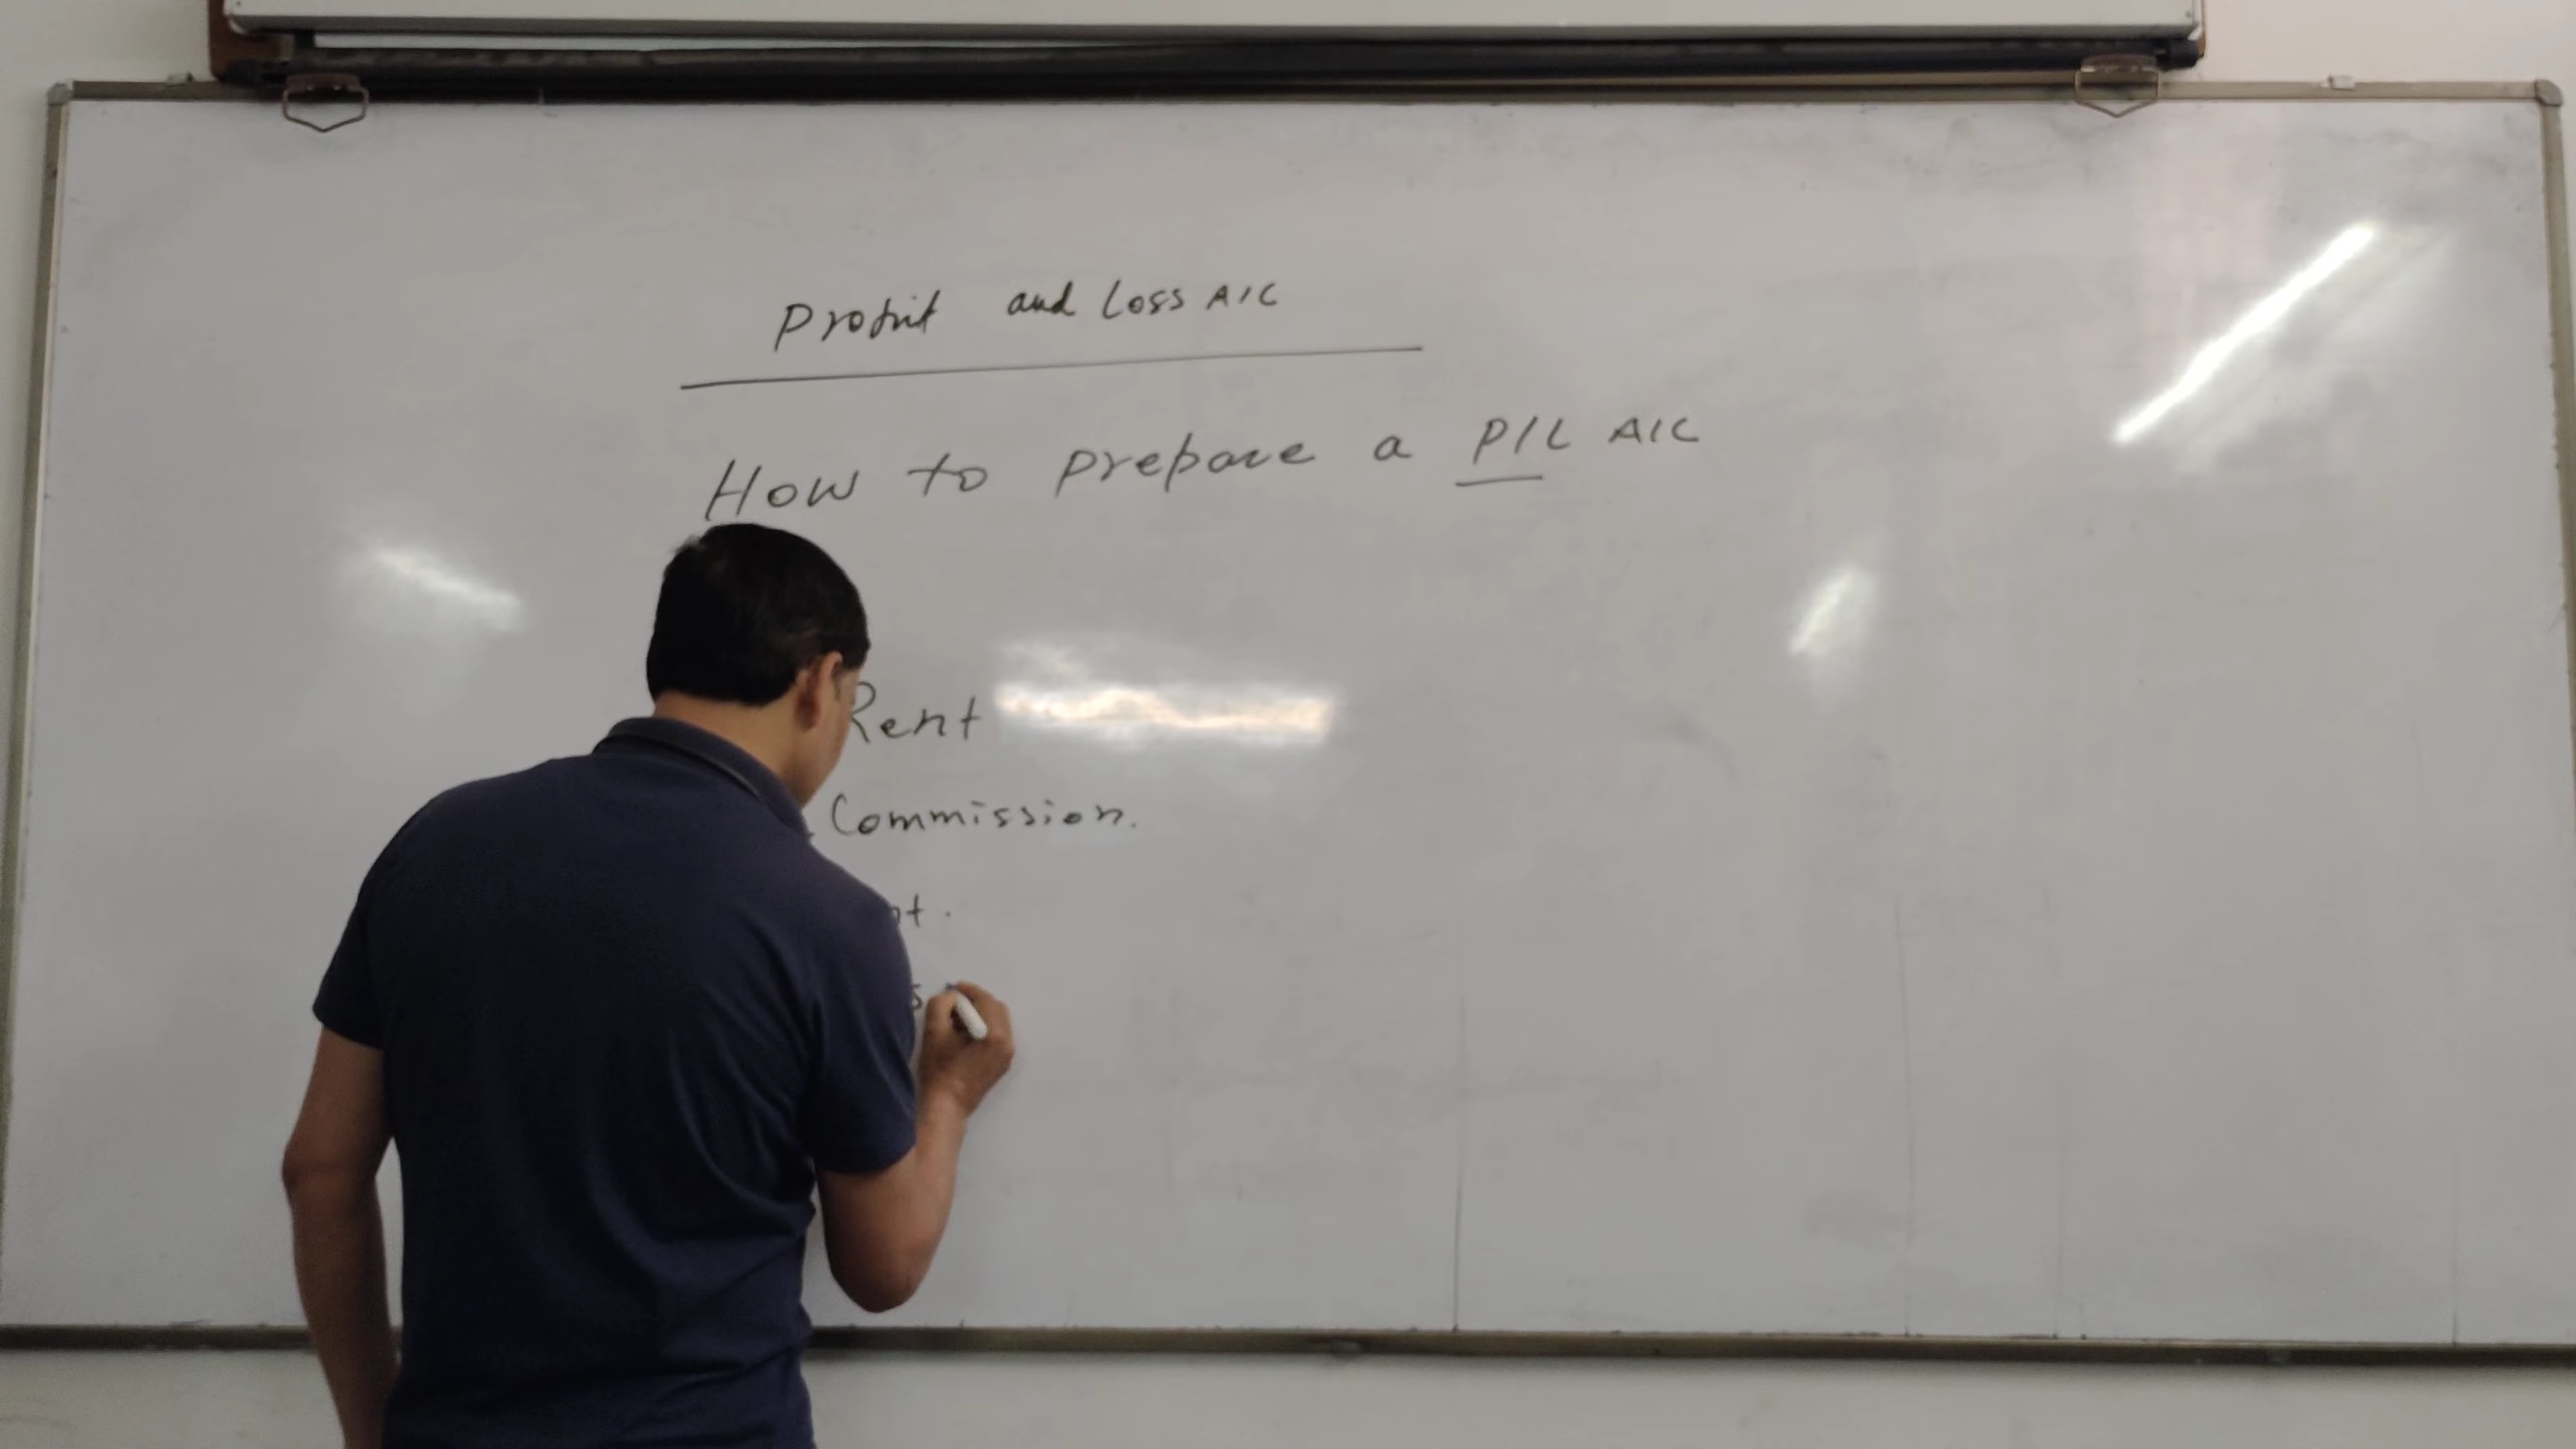 Profit and Loss A/C
How to prepare a P/L A/C
Rent
Commission.